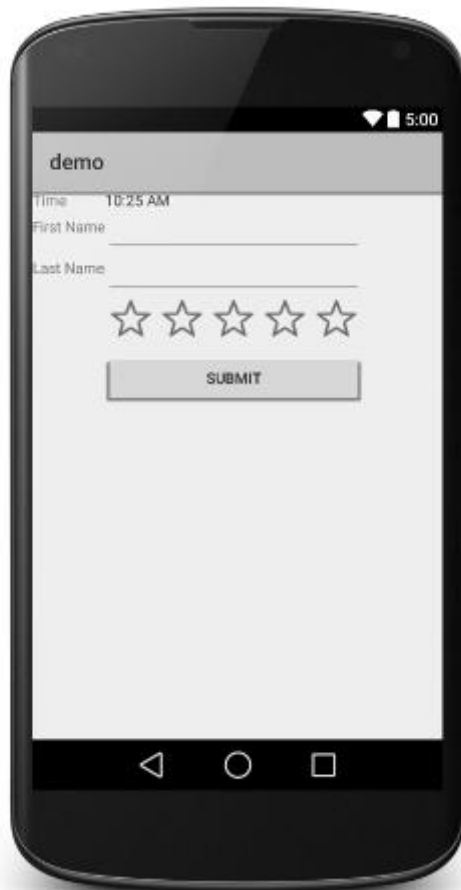 5:00
demo
Time 10:25 AM
First Name
Last Name
SUBMIT